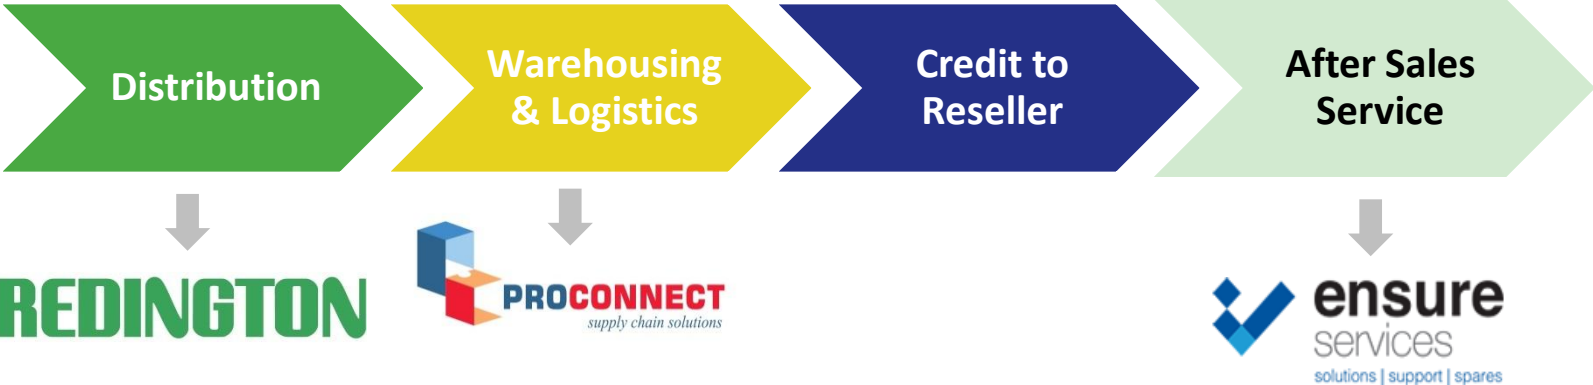 Distribution
Warehousing
& Logistics
Credit to
Reseller
After Sales
Service
REDINGTON
PROCONNECT
supply chain solutions
ensure
services
solutions | support | spares